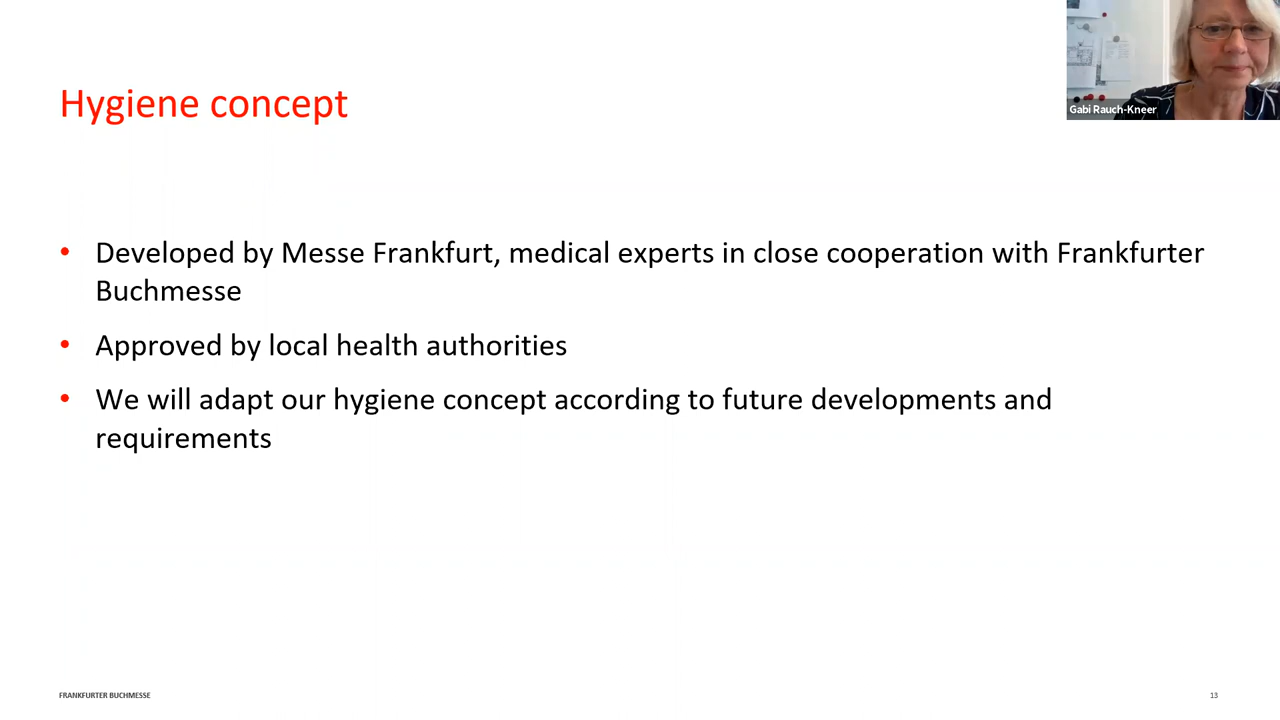 Hygiene concept
Gabi Rauch-Kneer
• Developed by Messe Frankfurt, medical experts in close cooperation with Frankfurter
Buchmesse
• Approved by local health authorities
• We will adapt our hygiene concept according to future developments and
requirements
FRANKFURTER BUCHMESSE
13